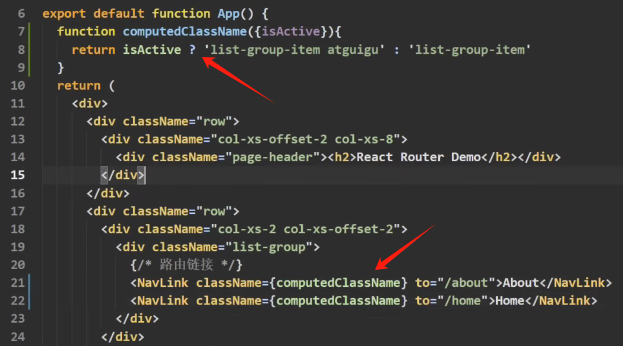 6 export default function App() {
7 function computedClassName({isActive}){
8 return isActive ? 'list-group-item atguigu' : 'list-group-item'
9 }
10 return (
11 <div>
12 <div className="row">
13 <div className="col-xs-offset-2 col-xs-8">
14 <div className="page-header"><h2>React Router Demo</h2></div>
15 </div>
16 </div>
17 <div className="row">
18 <div className="col-xs-2 col-xs-offset-2">
19 <div className="list-group">
20 {/* 路由链接 */}
21 <NavLink className={computedClassName} to="/about">About</NavLink>
22 <NavLink className={computedClassName} to="/home">Home</NavLink>
23 </div>
24 </div>